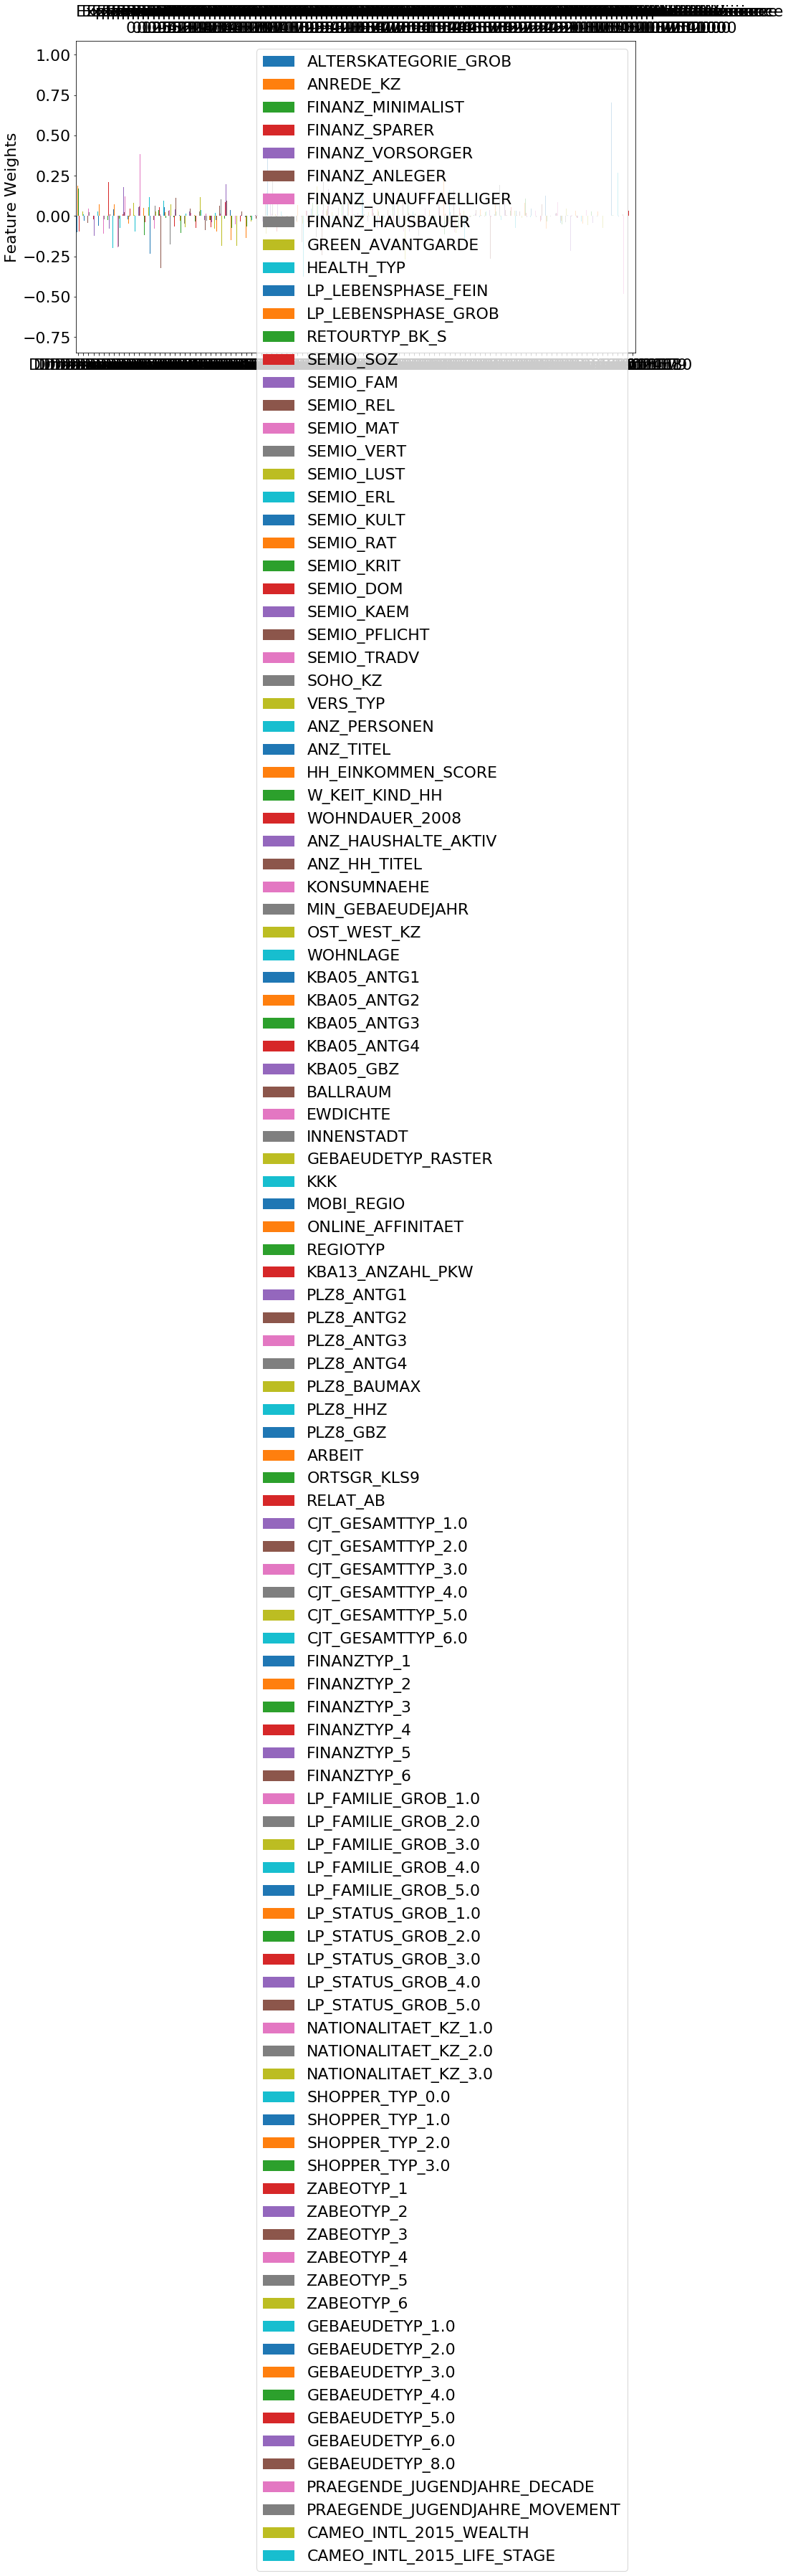 1.00
0.75
0.50
0.25
0.00
−0.25
−0.50
−0.75
Feature Weights
ALTERSKATEGORIE_GROB
ANREDE_KZ
FINANZ_MINIMALIST
FINANZ_SPARER
FINANZ_VORSORGER
FINANZ_ANLEGER
FINANZ_UNAUFFAELLIGER
FINANZ_HAUSBAUER
GREEN_AVANTGARDE
HEALTH_TYP
LP_LEBENSPHASE_FEIN
LP_LEBENSPHASE_GROB
RETOURTYP_BK_S
SEMIO_SOZ
SEMIO_FAM
SEMIO_REL
SEMIO_MAT
SEMIO_VERT
SEMIO_LUST
SEMIO_ERL
SEMIO_KULT
SEMIO_RAT
SEMIO_KRIT
SEMIO_DOM
SEMIO_KAEM
SEMIO_PFLICHT
SEMIO_TRADV
SOHO_KZ
VERS_TYP
ANZ_PERSONEN
ANZ_TITEL
HH_EINKOMMEN_SCORE
W_KEIT_KIND_HH
WOHNDAUER_2008
ANZ_HAUSHALTE_AKTIV
ANZ_HH_TITEL
KONSUMNAEHE
MIN_GEBAEUDEJAHR
OST_WEST_KZ
WOHNLAGE
KBA05_ANTG1
KBA05_ANTG2
KBA05_ANTG3
KBA05_ANTG4
KBA05_GBZ
BALLRAUM
EWDICHTE
INNENSTADT
GEBAEUDETYP_RASTER
KKK
MOBI_REGIO
ONLINE_AFFINITAET
REGIOTYP
KBA13_ANZAHL_PKW
PLZ8_ANTG1
PLZ8_ANTG2
PLZ8_ANTG3
PLZ8_ANTG4
PLZ8_BAUMAX
PLZ8_HHZ
PLZ8_GBZ
ARBEIT
ORTSGR_KLS9
RELAT_AB
CJT_GESAMTTYP_1.0
CJT_GESAMTTYP_2.0
CJT_GESAMTTYP_3.0
CJT_GESAMTTYP_4.0
CJT_GESAMTTYP_5.0
CJT_GESAMTTYP_6.0
FINANZTYP_1
FINANZTYP_2
FINANZTYP_3
FINANZTYP_4
FINANZTYP_5
FINANZTYP_6
LP_FAMILIE_GROB_1.0
LP_FAMILIE_GROB_2.0
LP_FAMILIE_GROB_3.0
LP_FAMILIE_GROB_4.0
LP_FAMILIE_GROB_5.0
LP_STATUS_GROB_1.0
LP_STATUS_GROB_2.0
LP_STATUS_GROB_3.0
LP_STATUS_GROB_4.0
LP_STATUS_GROB_5.0
NATIONALITAET_KZ_1.0
NATIONALITAET_KZ_2.0
NATIONALITAET_KZ_3.0
SHOPPER_TYP_0.0
SHOPPER_TYP_1.0
SHOPPER_TYP_2.0
SHOPPER_TYP_3.0
ZABEOTYP_1
ZABEOTYP_2
ZABEOTYP_3
ZABEOTYP_4
ZABEOTYP_5
ZABEOTYP_6
GEBAEUDETYP_1.0
GEBAEUDETYP_2.0
GEBAEUDETYP_3.0
GEBAEUDETYP_4.0
GEBAEUDETYP_5.0
GEBAEUDETYP_6.0
GEBAEUDETYP_8.0
PRAEGENDE_JUGENDJAHRE_DECADE
PRAEGENDE_JUGENDJAHRE_MOVEMENT
CAMEO_INTL_2015_WEALTH
CAMEO_INTL_2015_LIFE_STAGE